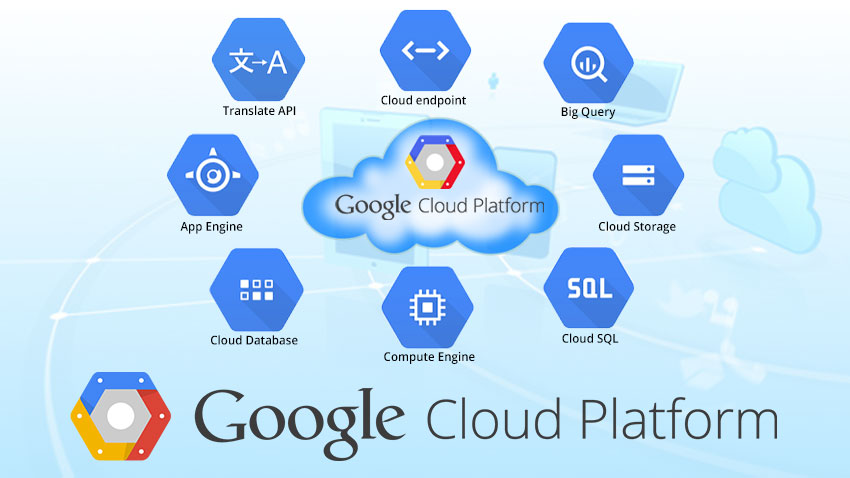 文→A
Translate API
Cloud endpoint
Big Query
App Engine
Google Cloud Platform
Cloud Storage
Cloud Database
Compute Engine
SQL
Cloud SQL
Google Cloud Platform